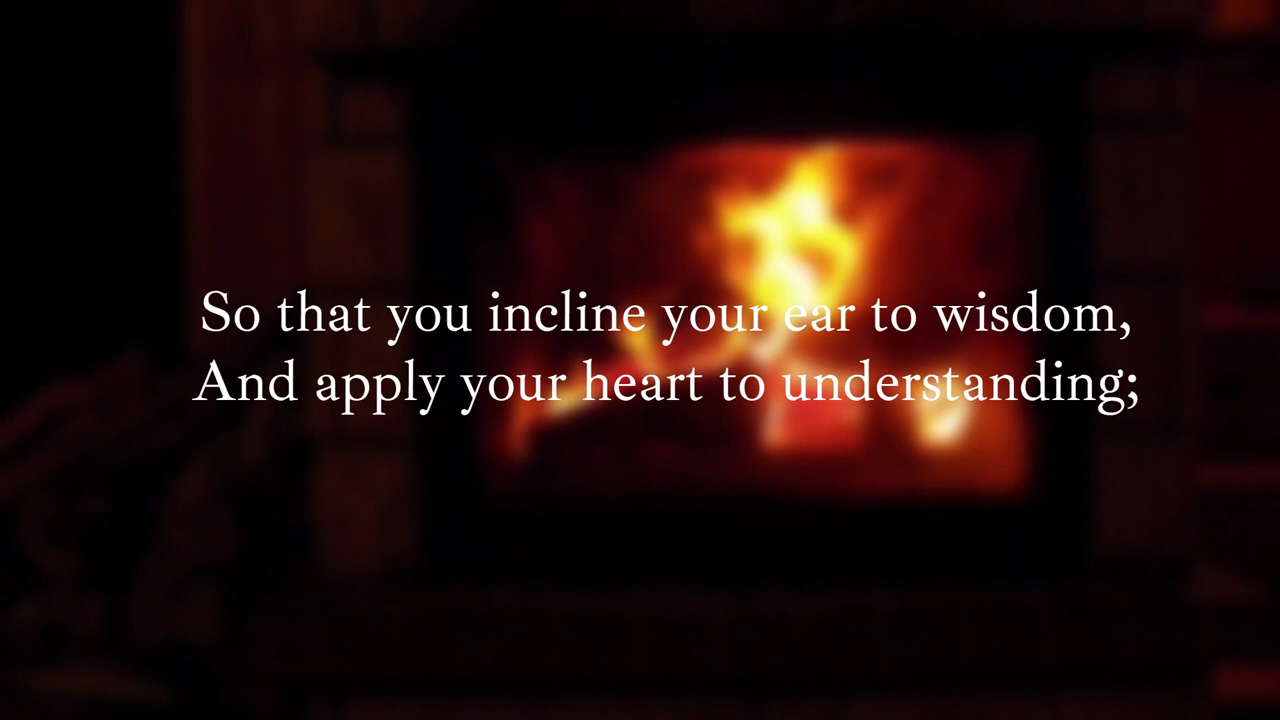 So that you incline your ear to wisdom,
And apply your heart to understanding;